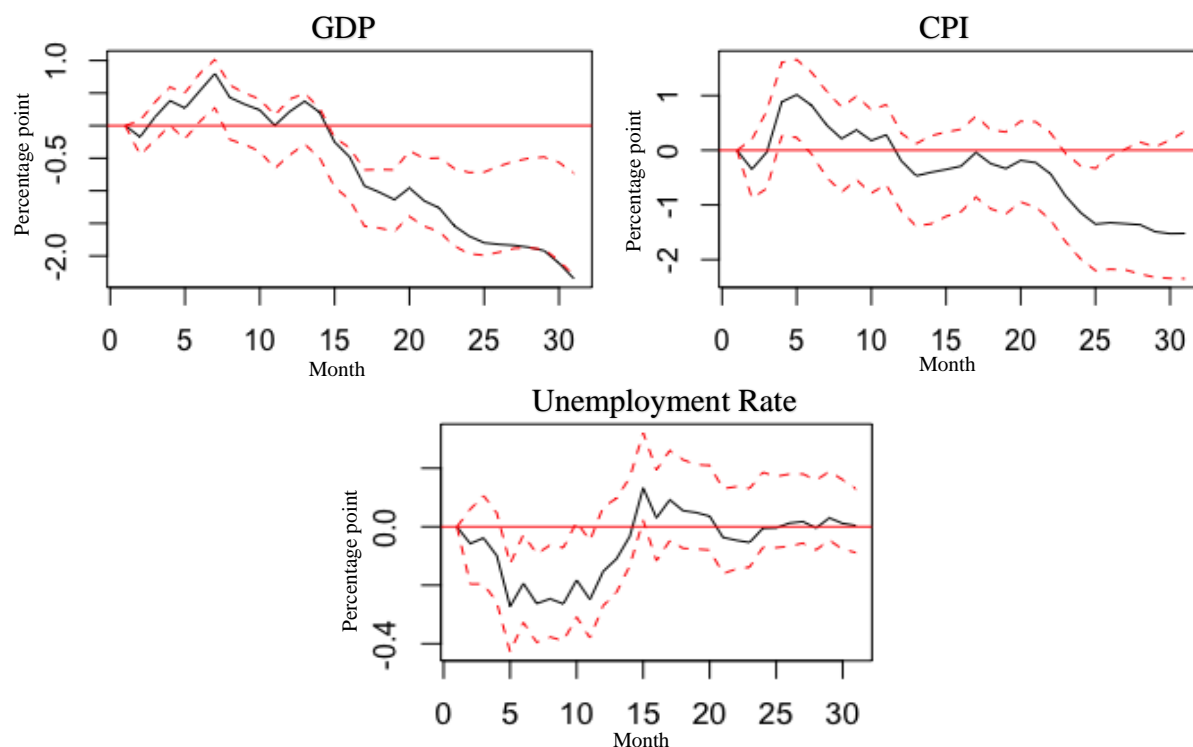 GDP
Percentage point
1.0
-0.5
-2.0
0 5 10 15 20 25 30
Month
CPI
Percentage point
1
0
-1
-2
0 5 10 15 20 25 30
Month
Unemployment Rate
Percentage point
0.0
-0.4
0 5 10 15 20 25 30
Month